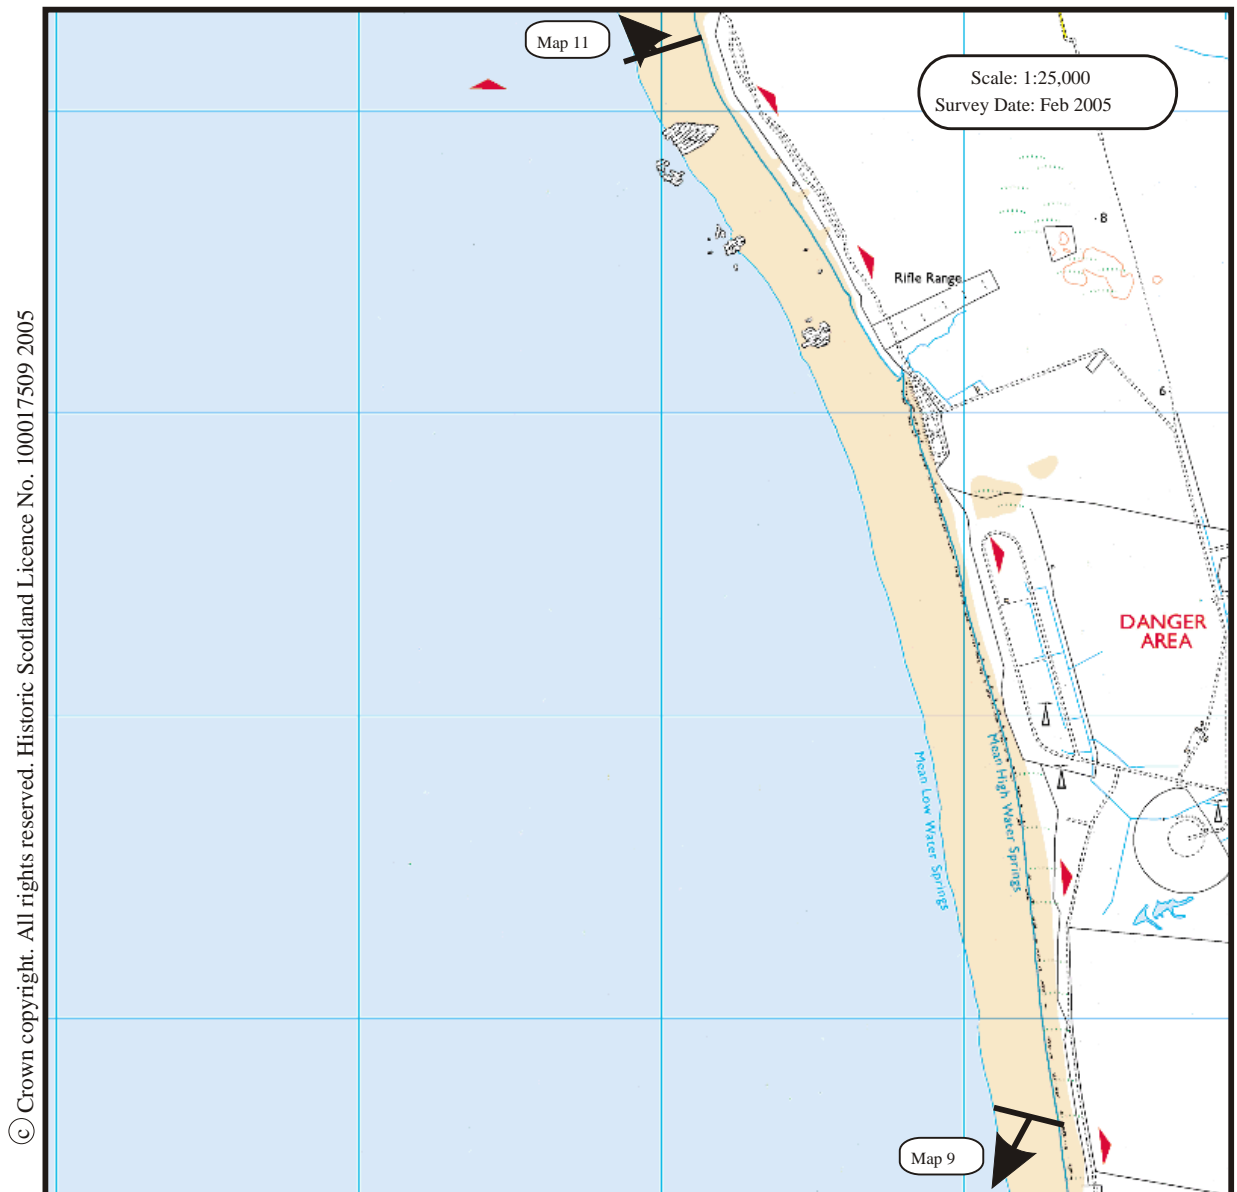 Map 11
Scale: 1:25,000
Survey Date: Feb 2005
8
Rifle Range
6
DANGER
AREA
Mean High Water Springs
Mean Low Water Springs
Map 9
© Crown copyright. All rights reserved. Historic Scotland Licence No. 100017509 2005